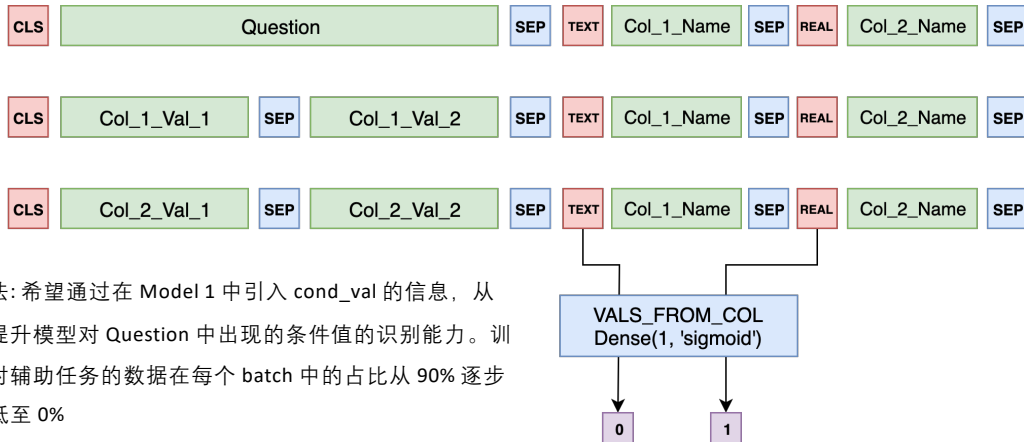 CLS Question SEP TEXT Col_1_Name SEP REAL Col_2_Name SEP
CLS Col_1_Val_1 SEP Col_1_Val_2 SEP TEXT Col_1_Name SEP REAL Col_2_Name SEP
CLS Col_2_Val_1 SEP Col_2_Val_2 SEP TEXT Col_1_Name SEP REAL Col_2_Name SEP
法: 希望通过在 Model 1 中引入 cond_val 的信息，从
提升模型对 Question 中出现的条件值的识别能力。训
对辅助任务的数据在每个 batch 中的占比从 90% 逐步
低至 0%
VALS_FROM_COL
Dense(1, 'sigmoid')
0 1